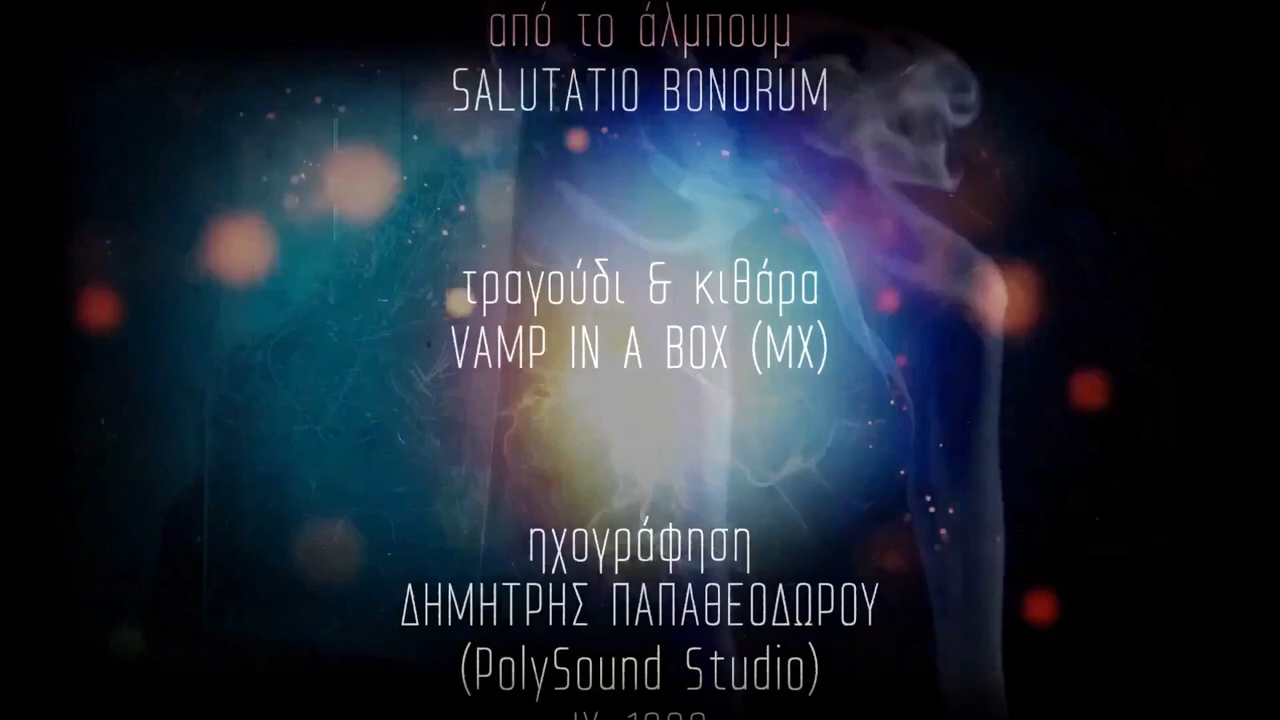 από το άλμπουμ
SALUTATIO BONORUM
τραγούδι & κιθάρα
VAMP IN A BOX (MX)
ηχογράφηση
ΔΗΜΗΤΡΗΣ ΠΑΠΑΘΕΟΔΩΡΟΥ
(PolySound Studio)